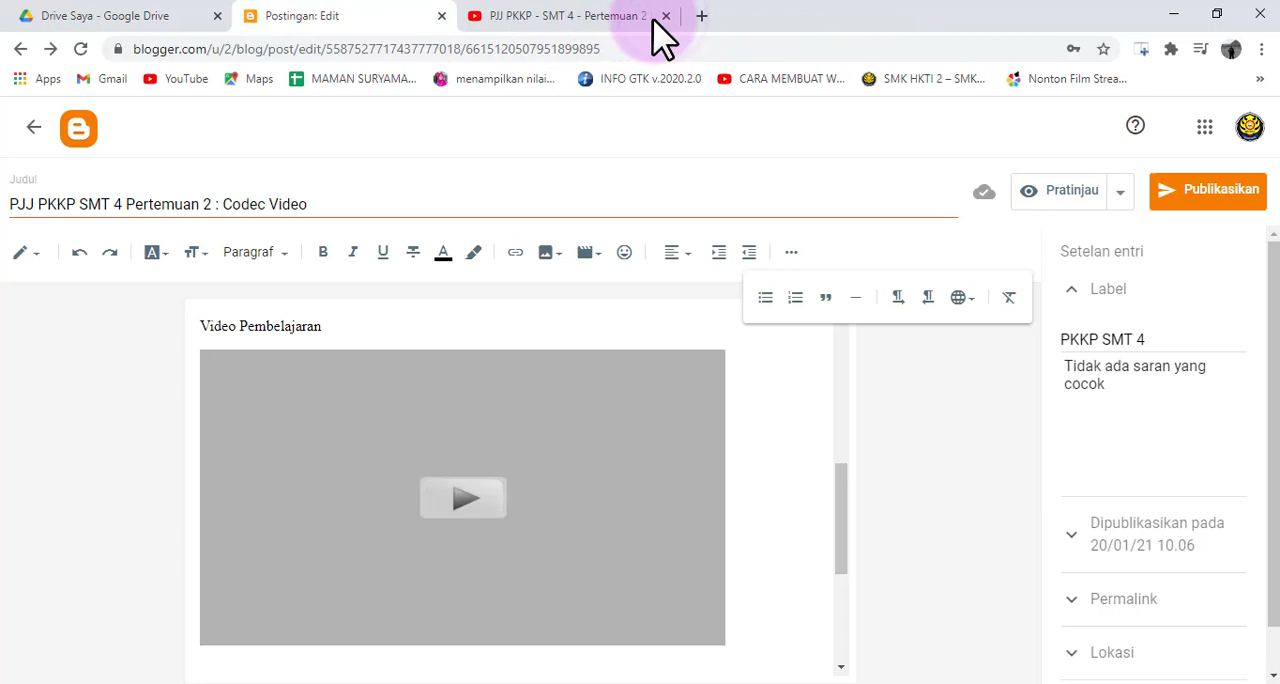 Drive Saya - Google Drive
Postingan: Edit
PJJ PKKP - SMT 4 - Pertemuan 2
blogger.com/u/2/blog/post/edit/5587527717437777018/6615120507951899895
Apps
Gmail
YouTube
Maps
MAMAN SURYAMA...
menampilkan nilai...
INFO GTK v.2020.2.0
CARA MEMBUAT W...
SMK HKTI 2 – SMK...
Nonton Film Strea...
»
Judul
PJJ PKKP SMT 4 Pertemuan 2 : Codec Video
Pratinjau
Publikasikan
Paragraf
Setelan entri
Label
PKKP SMT 4
Tidak ada saran yang
cocok
Dipublikasikan pada
20/01/21 10.06
Permalink
Lokasi
Video Pembelajaran